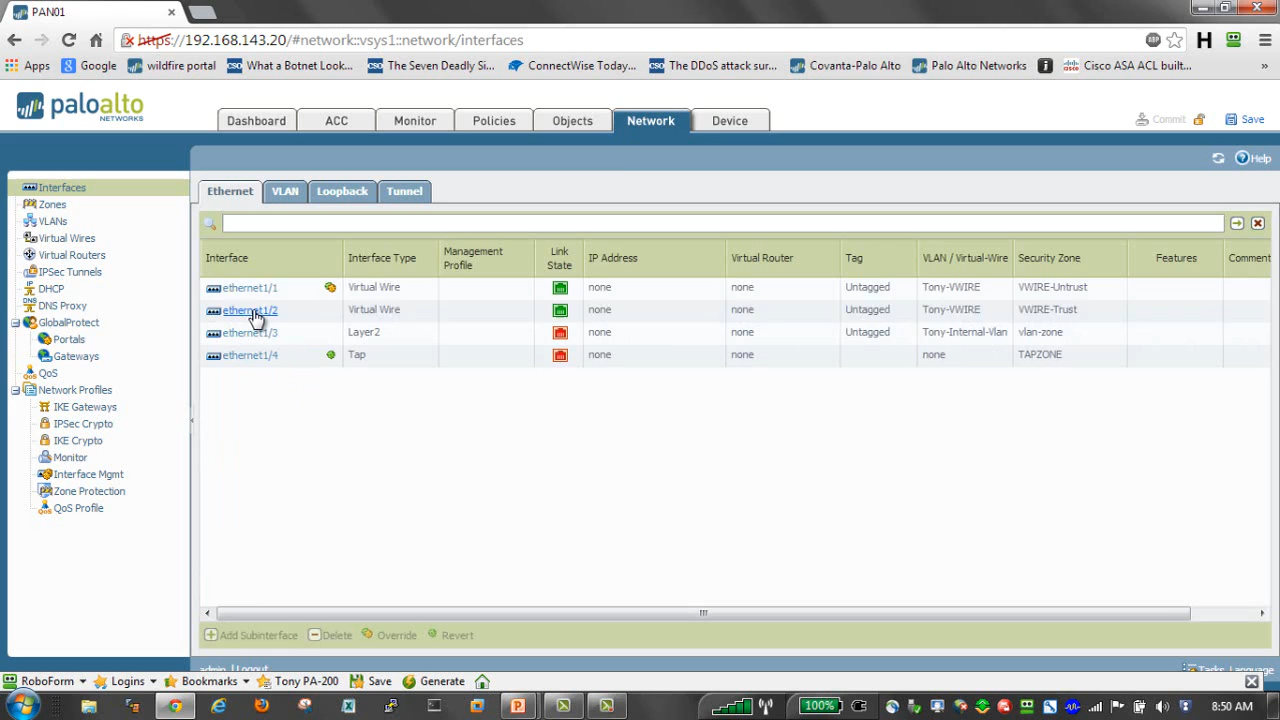 PAN01
https://192.168.143.20/#network::vsys1::network/interfaces
ABP
H
Apps Google wildfire portal CSO What a Botnet Look... CSO The Seven Deadly Si... ConnectWise Today... CSO The DDoS attack sur... Covanta-Palo Alto Palo Alto Networks Cisco ASA ACL built... »
paloalto
NETWORKS
Dashboard ACC Monitor Policies Objects Network Device
Commit Save
Help
Interfaces
Zones
VLANs
Virtual Wires
Virtual Routers
IPSec Tunnels
DHCP
DNS Proxy
GlobalProtect
Portals
Gateways
QoS
Network Profiles
IKE Gateways
IPSec Crypto
IKE Crypto
Monitor
Interface Mgmt
Zone Protection
QoS Profile
Ethernet VLAN Loopback Tunnel
Interface Interface Type Management Profile Link State IP Address Virtual Router Tag VLAN / Virtual-Wire Security Zone Features Comment
ethernet1/1 Virtual Wire none none Untagged Tony-VWIRE VWIRE-Untrust
ethernet1/2 Virtual Wire none none Untagged Tony-VWIRE VWIRE-Trust
ethernet1/3 Layer2 none none Untagged Tony-Internal-Vlan vlan-zone
ethernet1/4 Tap none none none TAPZONE
Add Subinterface Delete Override Revert
admin | Logout Tasks Language
RoboForm Logins Bookmarks Tony PA-200 Save Generate
100% 8:50 AM